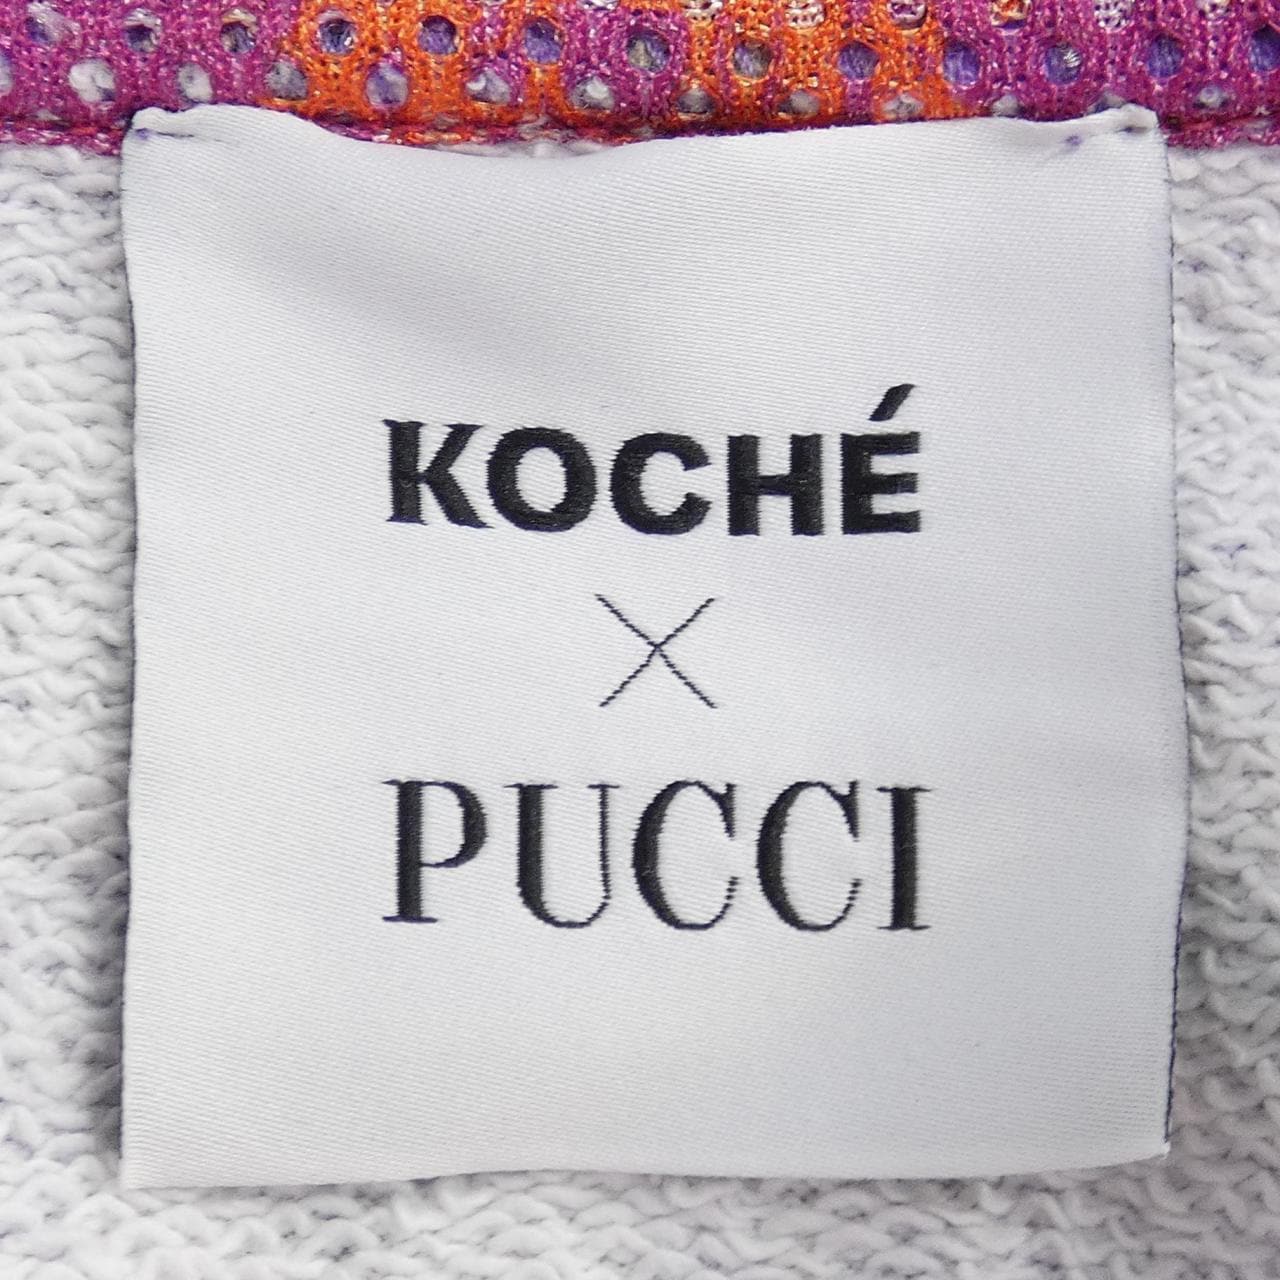 KOCHÉ
X
PUCCI